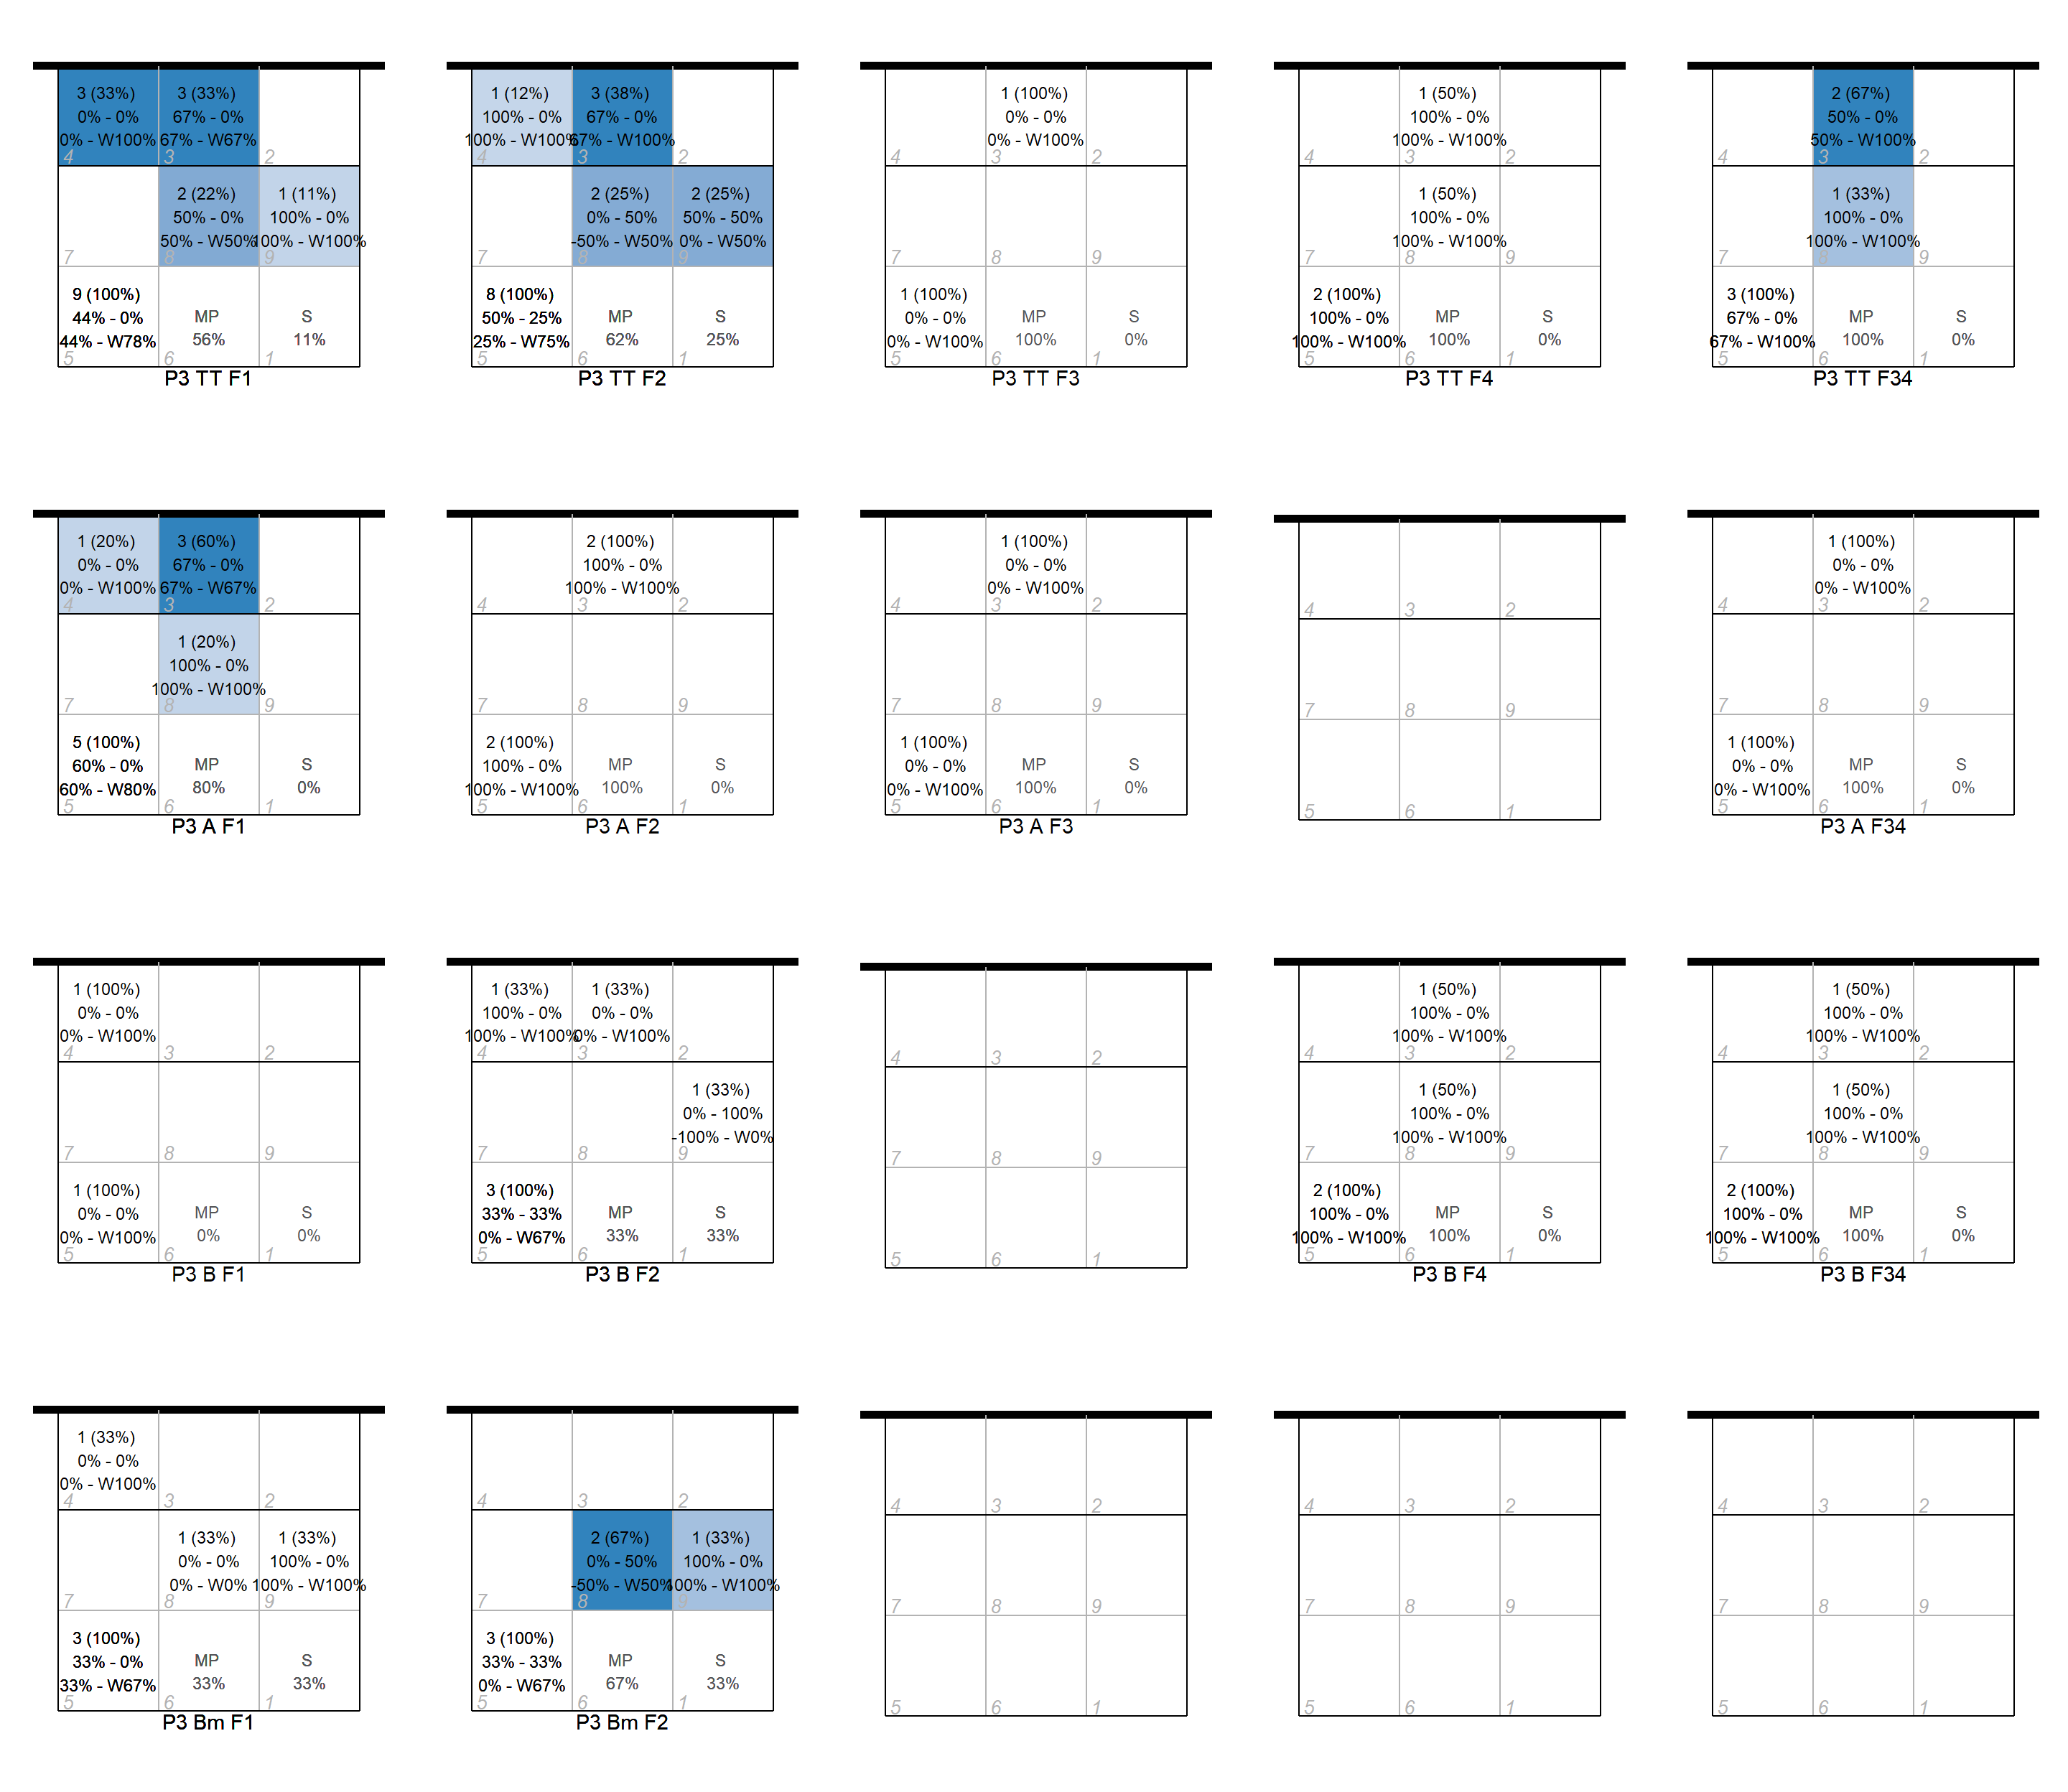 3 (33%) 3 (33%)
0% - 0% 67% - 0%
0% - W100% 67% - W67%
4 3 2
2 (22%) 1 (11%)
50% - 0% 100% - 0%
50% - W50% 100% - W100%
7 8 9
9 (100%)
44% - 0% MP S
44% - W78% 56% 11%
5 6 1
P3 TT F1
1 (12%) 3 (38%)
100% - 0% 67% - 0%
100% - W100% 67% - W100%
4 3 2
2 (25%) 2 (25%)
0% - 50% 50% - 50%
-50% - W50% 0% - W50%
7 8 9
8 (100%)
50% - 25% MP S
25% - W75% 62% 25%
5 6 1
P3 TT F2
1 (100%)
0% - 0%
0% - W100%
4 3 2
7 8 9
1 (100%)
0% - 0% MP S
0% - W100% 100% 0%
5 6 1
P3 TT F3
1 (50%)
100% - 0%
100% - W100%
4 3 2
1 (50%)
100% - 0%
100% - W100%
7 8 9
2 (100%)
100% - 0% MP S
100% - W100% 100% 0%
5 6 1
P3 TT F4
2 (67%)
50% - 0%
50% - W100%
4 3 2
1 (33%)
100% - 0%
100% - W100%
7 8 9
3 (100%)
67% - 0% MP S
67% - W100% 100% 0%
5 6 1
P3 TT F34
1 (20%) 3 (60%)
0% - 0% 67% - 0%
0% - W100% 67% - W67%
4 3 2
1 (20%)
100% - 0%
100% - W100%
7 8 9
5 (100%)
60% - 0% MP S
60% - W80% 80% 0%
5 6 1
P3 A F1
2 (100%)
100% - 0%
100% - W100%
4 3 2
7 8 9
2 (100%)
100% - 0% MP S
100% - W100% 100% 0%
5 6 1
P3 A F2
1 (100%)
0% - 0%
0% - W100%
4 3 2
7 8 9
1 (100%)
0% - 0% MP S
0% - W100% 100% 0%
5 6 1
P3 A F3
4 3 2
7 8 9
5 6 1
1 (100%)
0% - 0%
0% - W100%
4 3 2
7 8 9
1 (100%)
0% - 0% MP S
0% - W100% 100% 0%
5 6 1
P3 A F34
1 (100%)
0% - 0%
0% - W100%
4 3 2
7 8 9
1 (100%)
0% - 0% MP S
0% - W100% 0% 0%
5 6 1
P3 B F1
1 (33%) 1 (33%)
100% - 0% 0% - 0%
100% - W100% 0% - W100%
4 3 2
1 (33%)
0% - 100%
-100% - W0%
7 8 9
3 (100%)
33% - 33% MP S
0% - W67% 33% 33%
5 6 1
P3 B F2
4 3 2
7 8 9
5 6 1
1 (50%)
100% - 0%
100% - W100%
4 3 2
1 (50%)
100% - 0%
100% - W100%
7 8 9
2 (100%)
100% - 0% MP S
100% - W100% 100% 0%
5 6 1
P3 B F4
1 (50%)
100% - 0%
100% - W100%
4 3 2
1 (50%)
100% - 0%
100% - W100%
7 8 9
2 (100%)
100% - 0% MP S
100% - W100% 100% 0%
5 6 1
P3 B F34
1 (33%)
0% - 0%
0% - W100%
4 3 2
1 (33%) 1 (33%)
0% - 0% 100% - 0%
0% - W0% 100% - W100%
7 8 9
3 (100%)
33% - 0% MP S
33% - W67% 33% 33%
5 6 1
P3 Bm F1
4 3 2
2 (67%) 1 (33%)
0% - 50% 100% - 0%
-50% - W50% 100% - W100%
7 8 9
3 (100%)
33% - 33% MP S
0% - W67% 67% 33%
5 6 1
P3 Bm F2
4 3 2
7 8 9
5 6 1
4 3 2
7 8 9
5 6 1
4 3 2
7 8 9
5 6 1